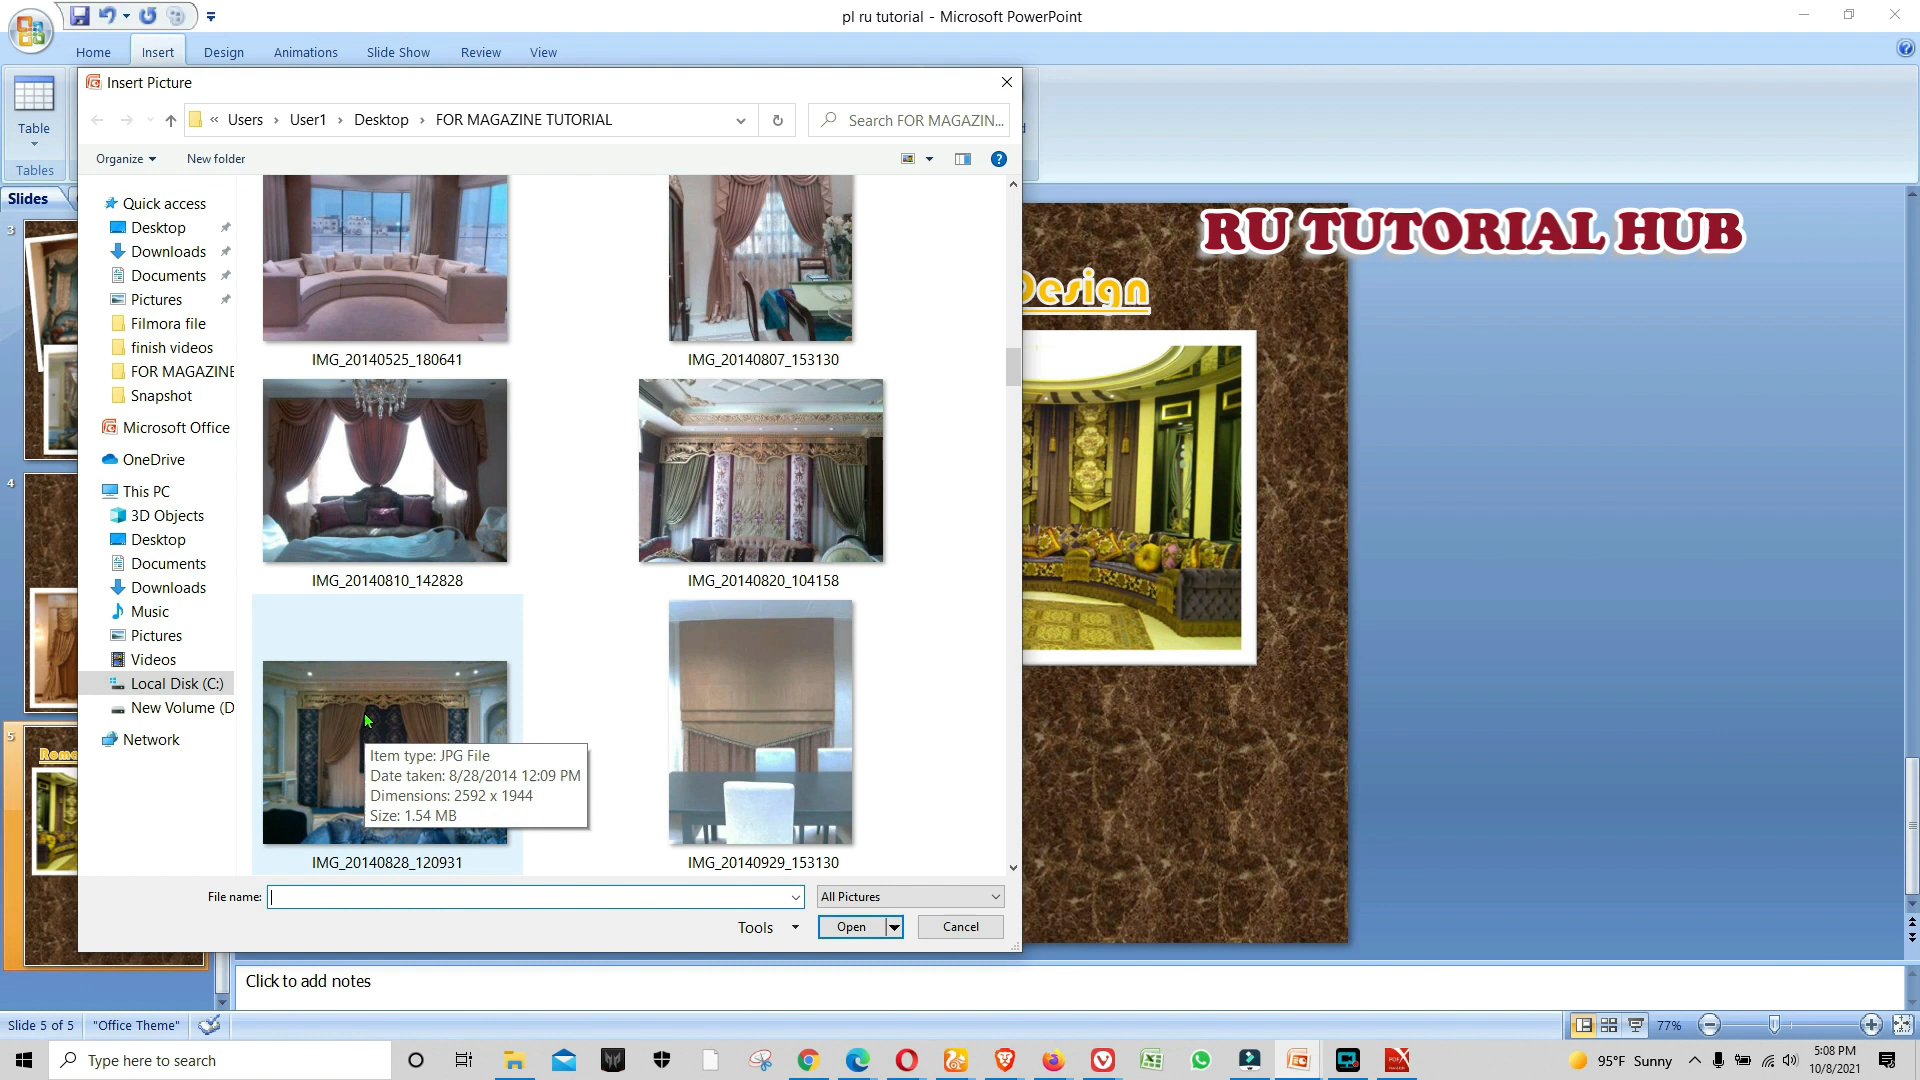 pl ru tutorial - Microsoft PowerPoint
Home Insert Design Animations Slide Show Review View
Insert Picture
« Users › User1 › Desktop › FOR MAGAZINE TUTORIAL
Search FOR MAGAZIN...
Table
Tables
Organize
New folder
Slides
Quick access
Desktop
Downloads
Documents
Pictures
Filmora file
finish videos
FOR MAGAZINE
Snapshot
Microsoft Office
OneDrive
This PC
3D Objects
Desktop
Documents
Downloads
Music
Pictures
Videos
Local Disk (C:)
New Volume (D
Network
IMG_20140525_180641
IMG_20140807_153130
IMG_20140810_142828
IMG_20140820_104158
IMG_20140828_120931
IMG_20140929_153130
Item type: JPG File
Date taken: 8/28/2014 12:09 PM
Dimensions: 2592 x 1944
Size: 1.54 MB
File name:
All Pictures
Tools
Open
Cancel
RU TUTORIAL HUB
Design
3
4
5
Click to add notes
Slide 5 of 5
"Office Theme"
77%
Type here to search
95°F Sunny
5:08 PM
10/8/2021